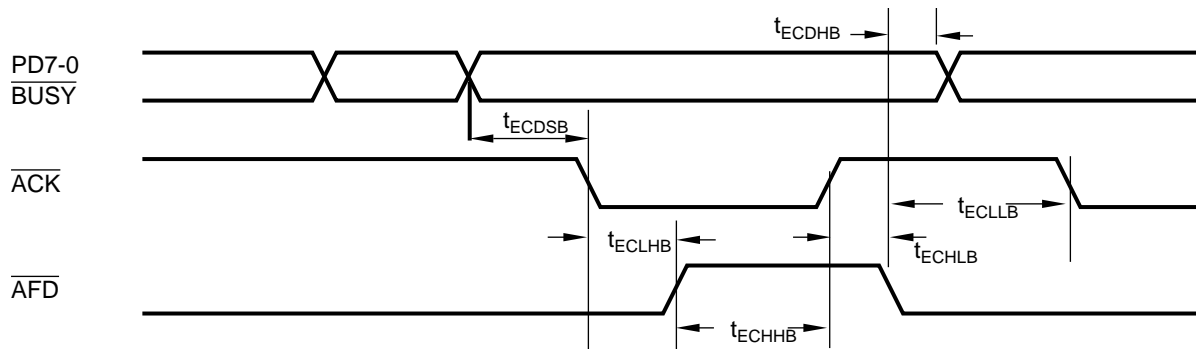 t_ECDHB
PD7-0
BUSY
t_ECDSB
ACK
t_ECLLB
t_ECLHB
t_ECHLB
AFD
t_ECHHB